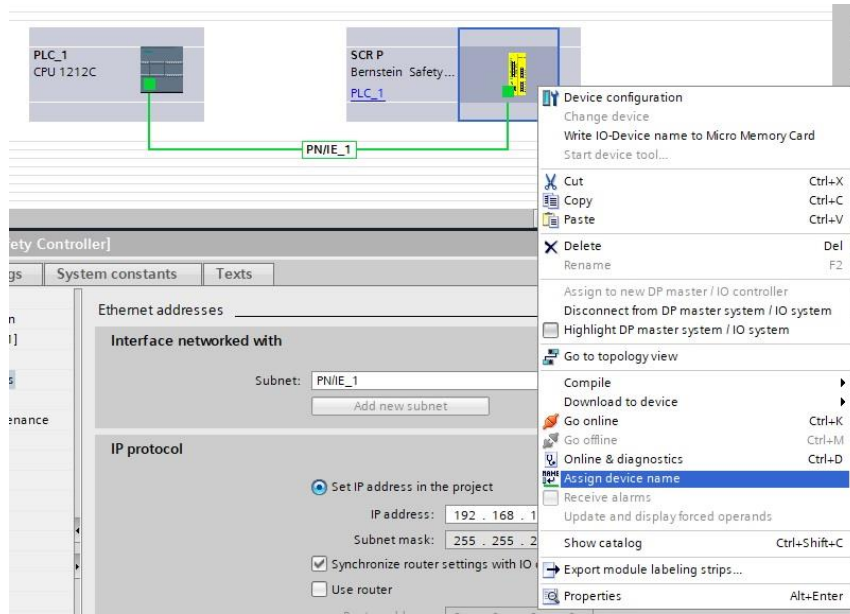 PLC_1
CPU 1212C
SCR P
Bernstein Safety...
PLC_1
PN/IE_1
Device configuration
Change device
Write IO-Device name to Micro Memory Card
Start device tool...
Cut Ctrl+X
Copy Ctrl+C
Paste Ctrl+V
Delete Del
Rename F2
Assign to new DP master / IO controller
Disconnect from DP master system / IO system
Highlight DP master system / IO system
Go to topology view
Compile
Download to device
Go online Ctrl+K
Go offline Ctrl+M
Online & diagnostics Ctrl+D
NAME Assign device name
Receive alarms
Update and display forced operands
Show catalog Ctrl+Shift+C
Export module labeling strips...
Properties Alt+Enter
ety Controller]
gs System constants Texts
n
1]
s
enance
Ethernet addresses
Interface networked with
Subnet: PN/IE_1
Add new subnet
IP protocol
Set IP address in the project
IP address: 192 . 168 . 1
Subnet mask: 255 . 255 . 2
Synchronize router settings with IO
Use router